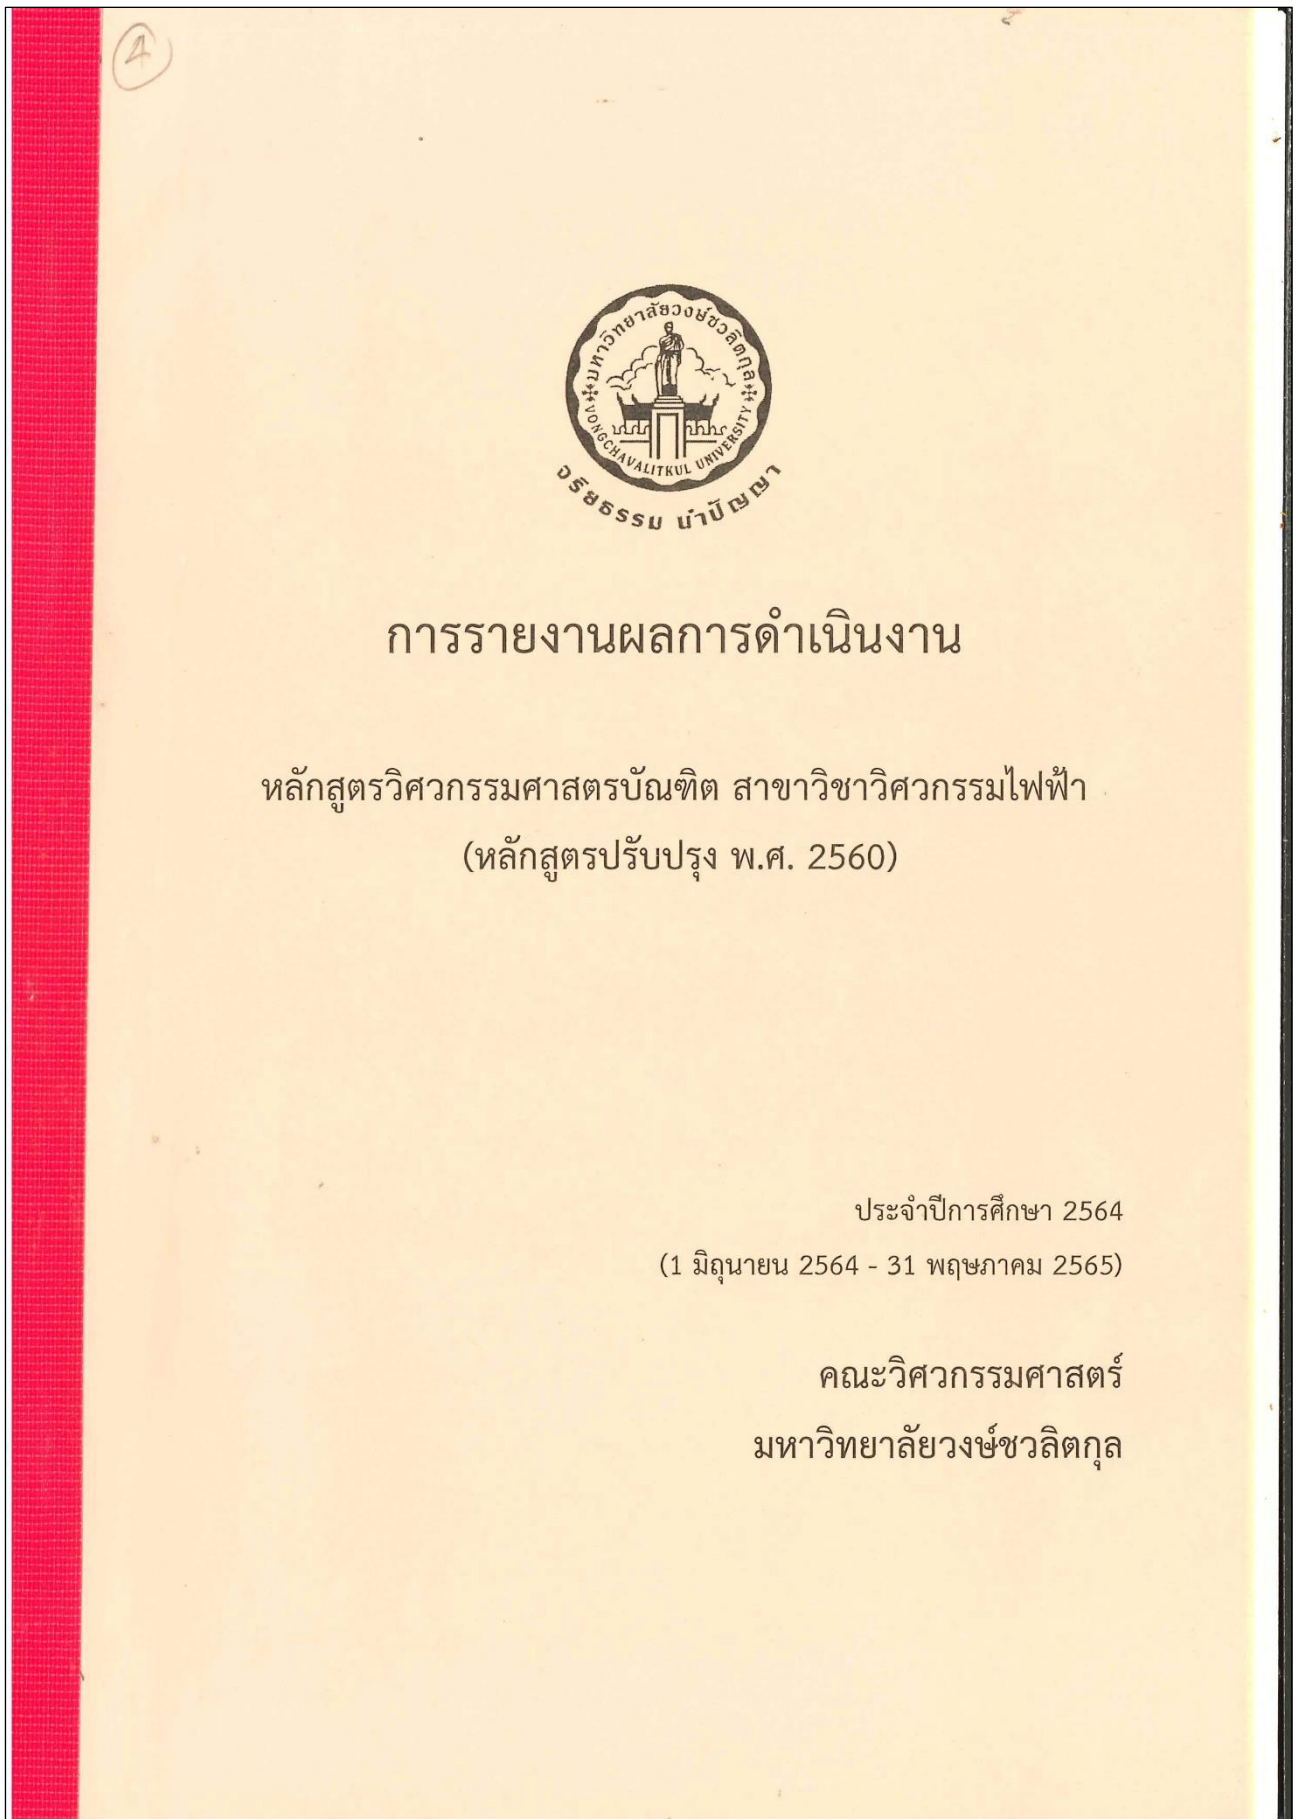 4
มหาวิทยาลัยวงษ์ชวลิตกุล
VONGCHAVALITKUL UNIVERSITY
จริยธรรม นำปัญญา
การรายงานผลการดำเนินงาน
หลักสูตรวิศวกรรมศาสตรบัณฑิต สาขาวิชาวิศวกรรมไฟฟ้า
(หลักสูตรปรับปรุง พ.ศ. 2560)
ประจำปีการศึกษา 2564
(1 มิถุนายน 2564 - 31 พฤษภาคม 2565)
คณะวิศวกรรมศาสตร์
มหาวิทยาลัยวงษ์ชวลิตกุล